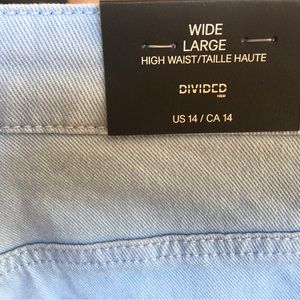 WIDE
LARGE
HIGH WAIST/TAILLE HAUTE
DIVIDED
H&M
US 14 / CA 14